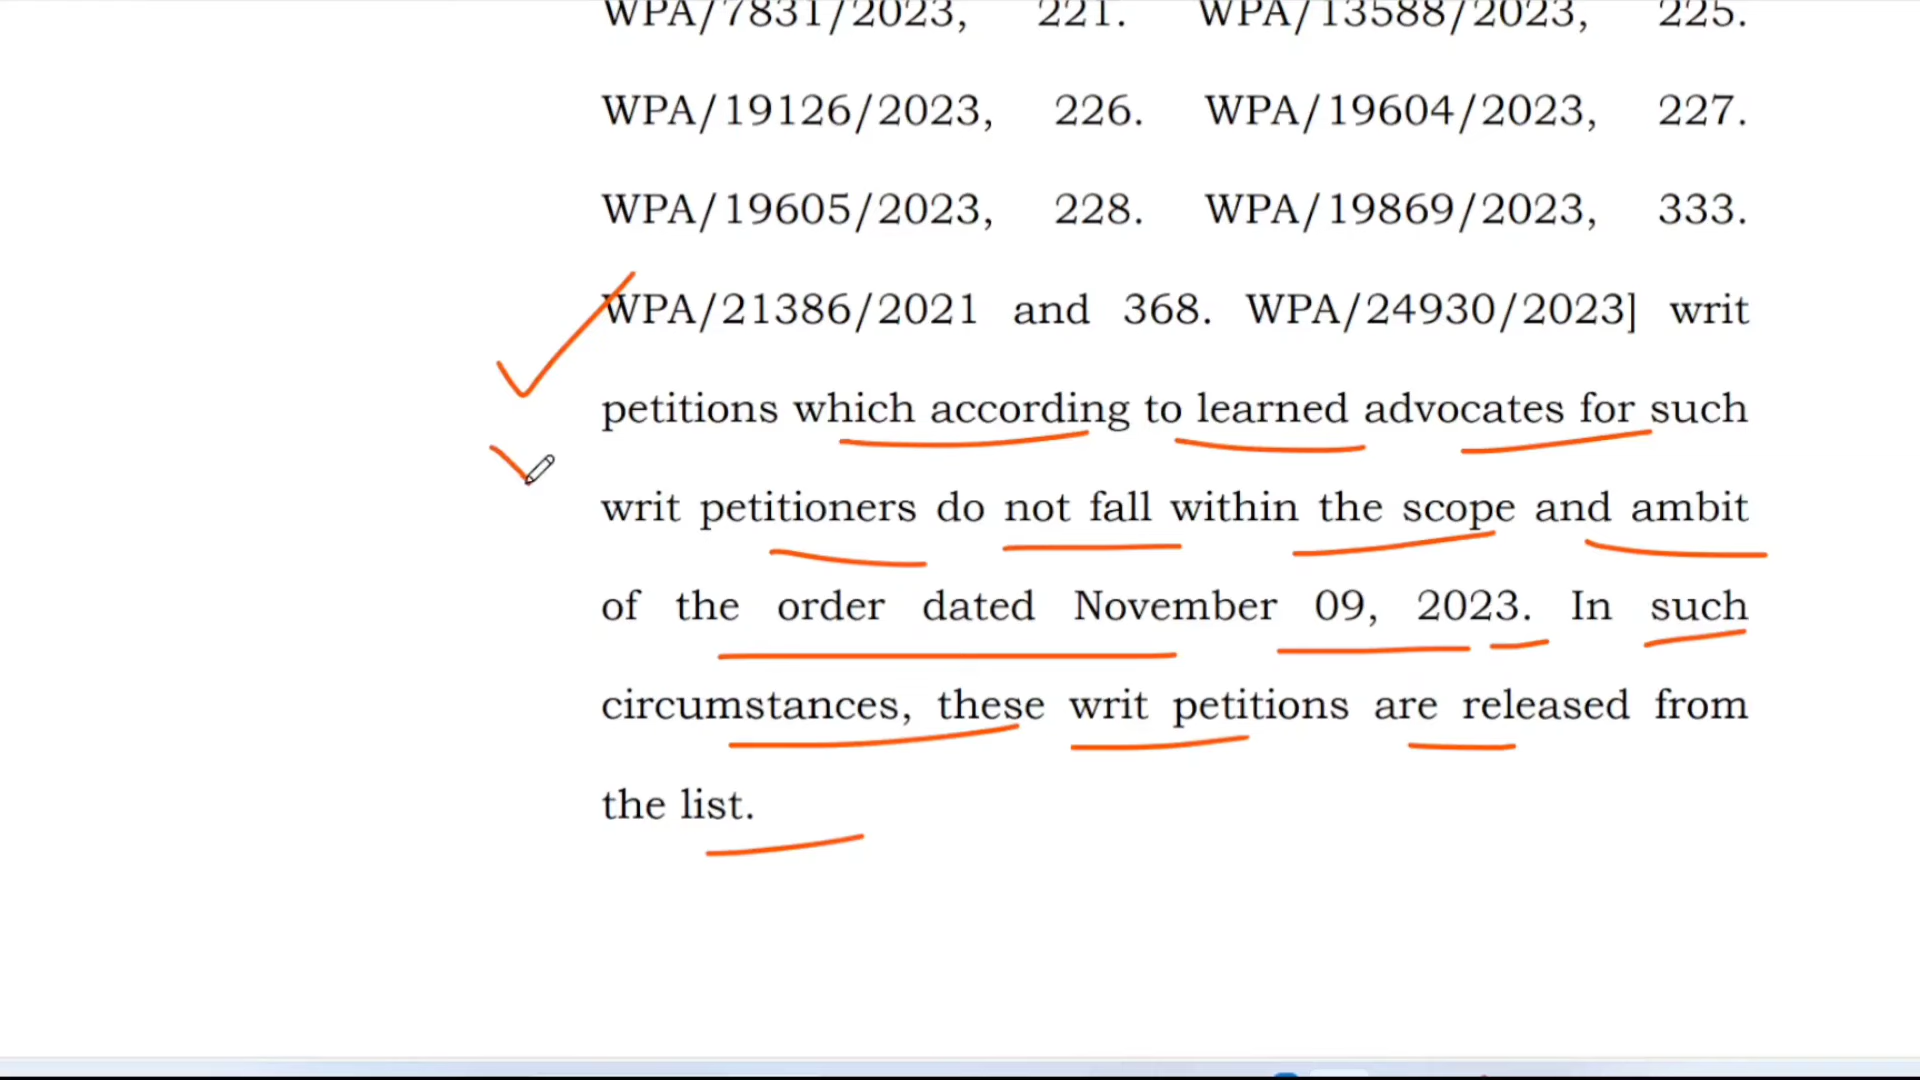 WPA/7831/2023, 221. WPA/13588/2023, 225.
WPA/19126/2023, 226. WPA/19604/2023, 227.
WPA/19605/2023, 228. WPA/19869/2023, 333.
WPA/21386/2021 and 368. WPA/24930/2023] writ
petitions which according to learned advocates for such
writ petitioners do not fall within the scope and ambit
of the order dated November 09, 2023. In such
circumstances, these writ petitions are released from
the list.